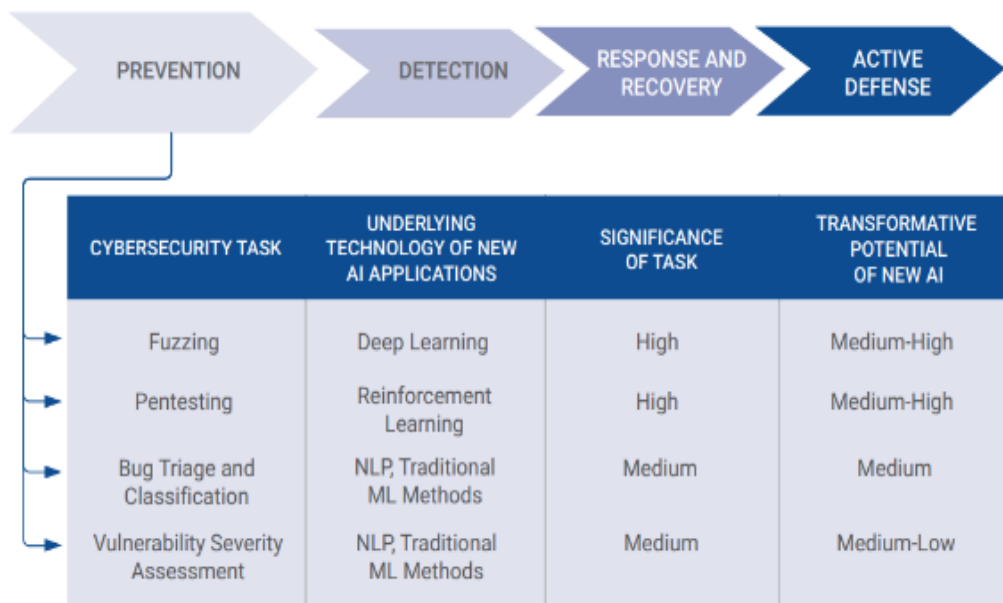 PREVENTION
DETECTION
RESPONSE AND
RECOVERY
ACTIVE
DEFENSE
CYBERSECURITY TASK
UNDERLYING
TECHNOLOGY OF NEW
AI APPLICATIONS
SIGNIFICANCE
OF TASK
TRANSFORMATIVE
POTENTIAL
OF NEW AI
Fuzzing
Deep Learning
High
Medium-High
Pentesting
Reinforcement
Learning
High
Medium-High
Bug Triage and
Classification
NLP, Traditional
ML Methods
Medium
Medium
Vulnerability Severity
Assessment
NLP, Traditional
ML Methods
Medium
Medium-Low